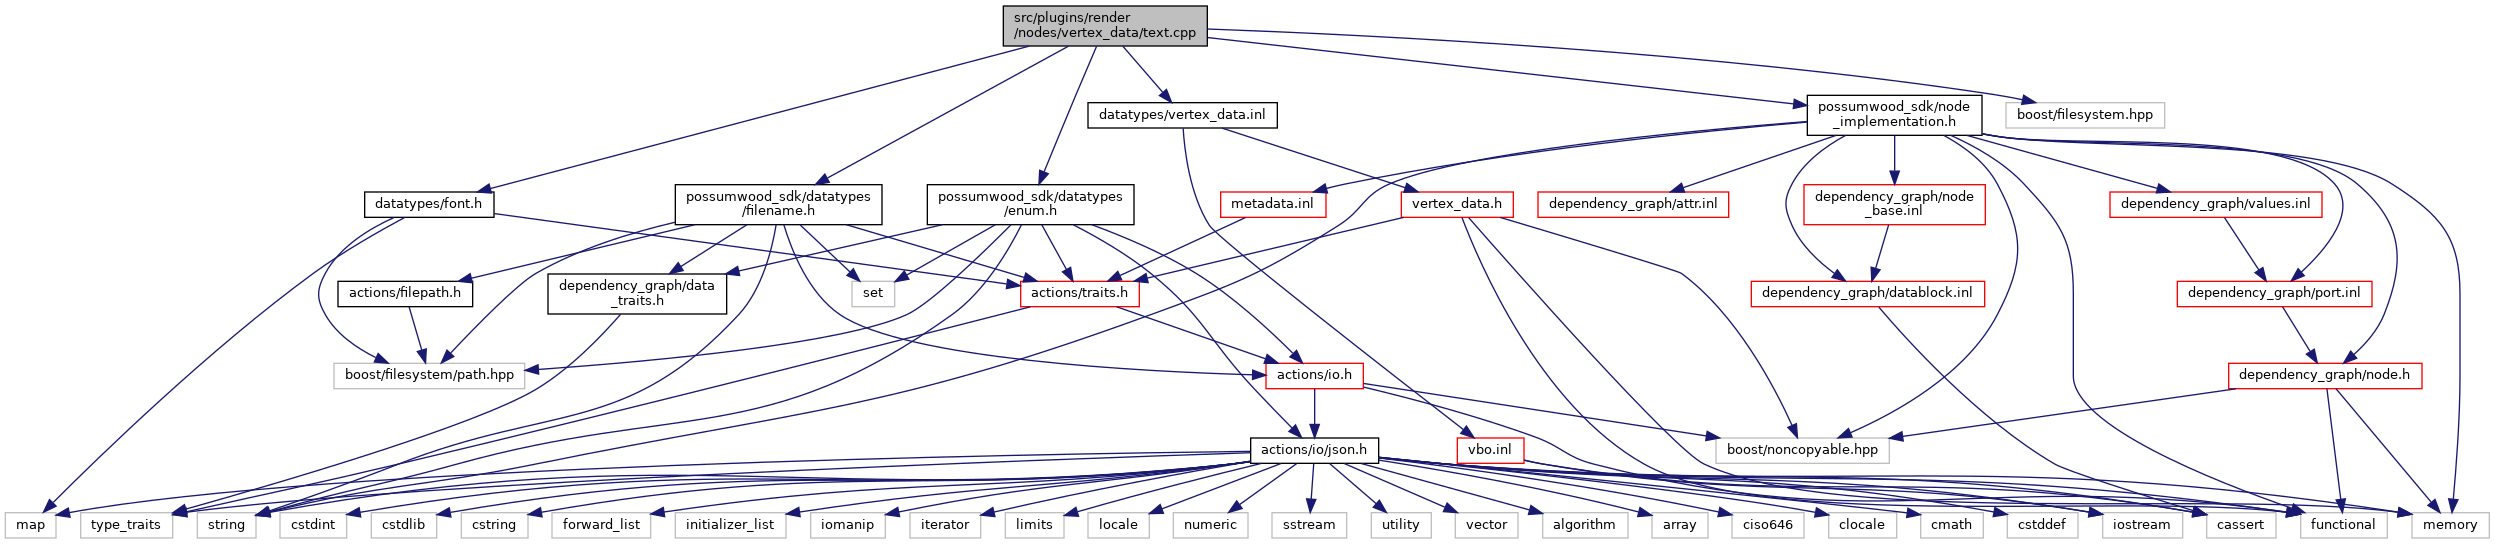 src/plugins/render
/nodes/vertex_data/text.cpp
datatypes/vertex_data.inl
possumwood_sdk/node
_implementation.h
boost/filesystem.hpp
datatypes/font.h
possumwood_sdk/datatypes
/filename.h
possumwood_sdk/datatypes
/enum.h
metadata.inl
vertex_data.h
dependency_graph/attr.inl
dependency_graph/node
_base.inl
dependency_graph/values.inl
actions/filepath.h
dependency_graph/data
_traits.h
set
actions/traits.h
dependency_graph/datablock.inl
dependency_graph/port.inl
boost/filesystem/path.hpp
actions/io.h
dependency_graph/node.h
actions/io/json.h
vbo.inl
boost/noncopyable.hpp
map
type_traits
string
cstdint
cstdlib
cstring
forward_list
initializer_list
iomanip
iterator
limits
locale
numeric
sstream
utility
vector
algorithm
array
ciso646
clocale
cmath
cstddef
iostream
cassert
functional
memory